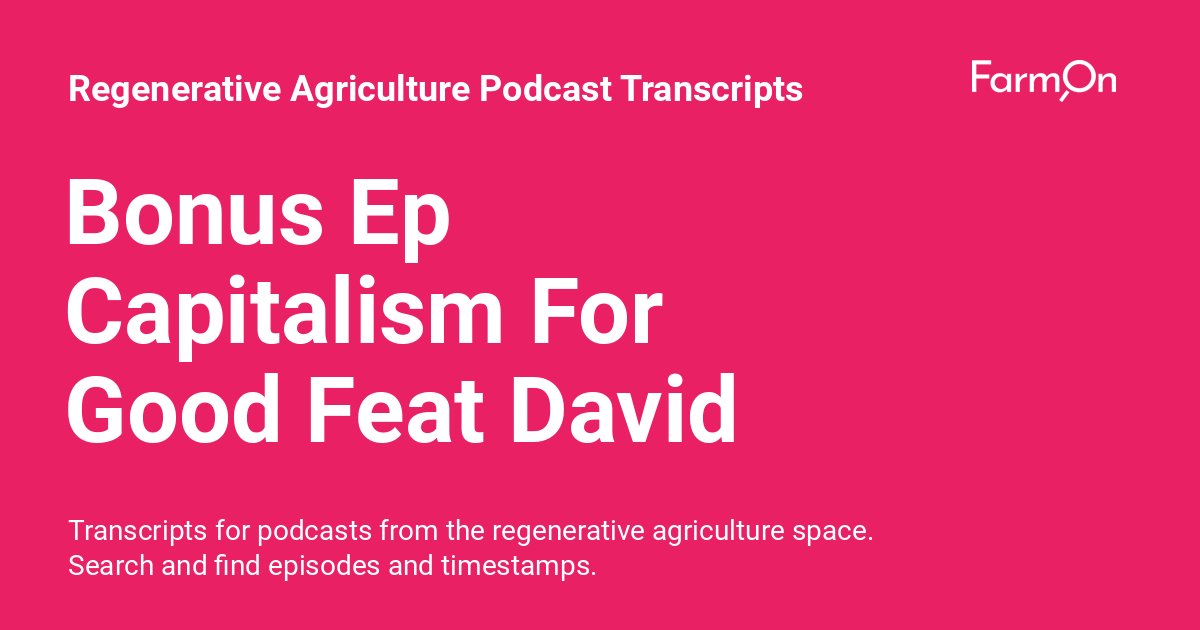 Regenerative Agriculture Podcast Transcripts
FarmOn
Bonus Ep
Capitalism For
Good Feat David
Transcripts for podcasts from the regenerative agriculture space.
Search and find episodes and timestamps.